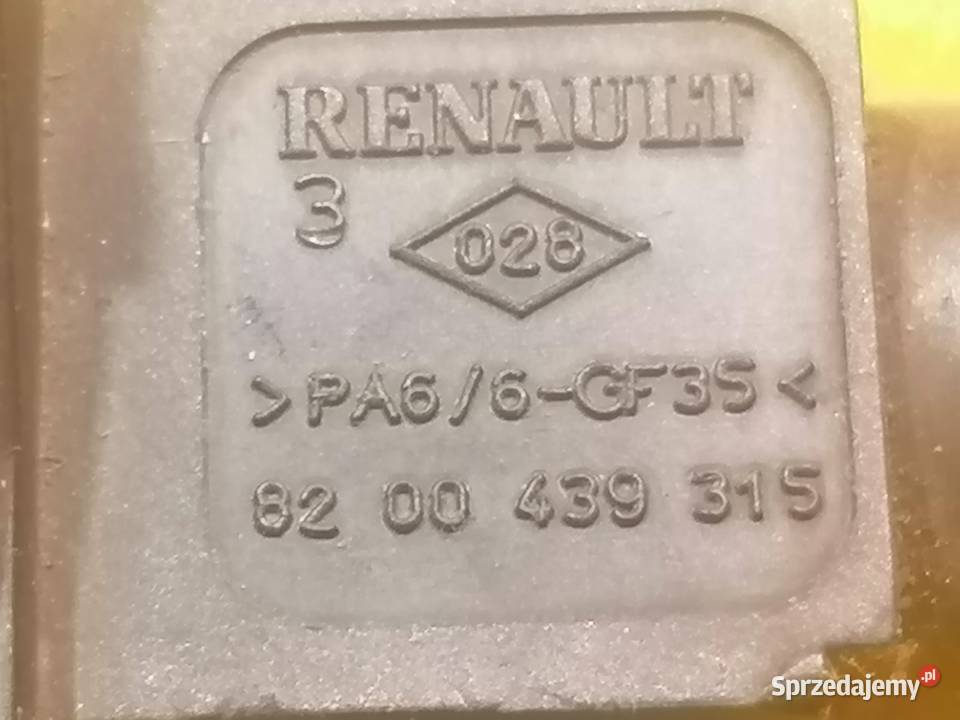 RENAULT
3
028
>PA6/6-GF35<
82 00 439 315
Sprzedajemy.pl